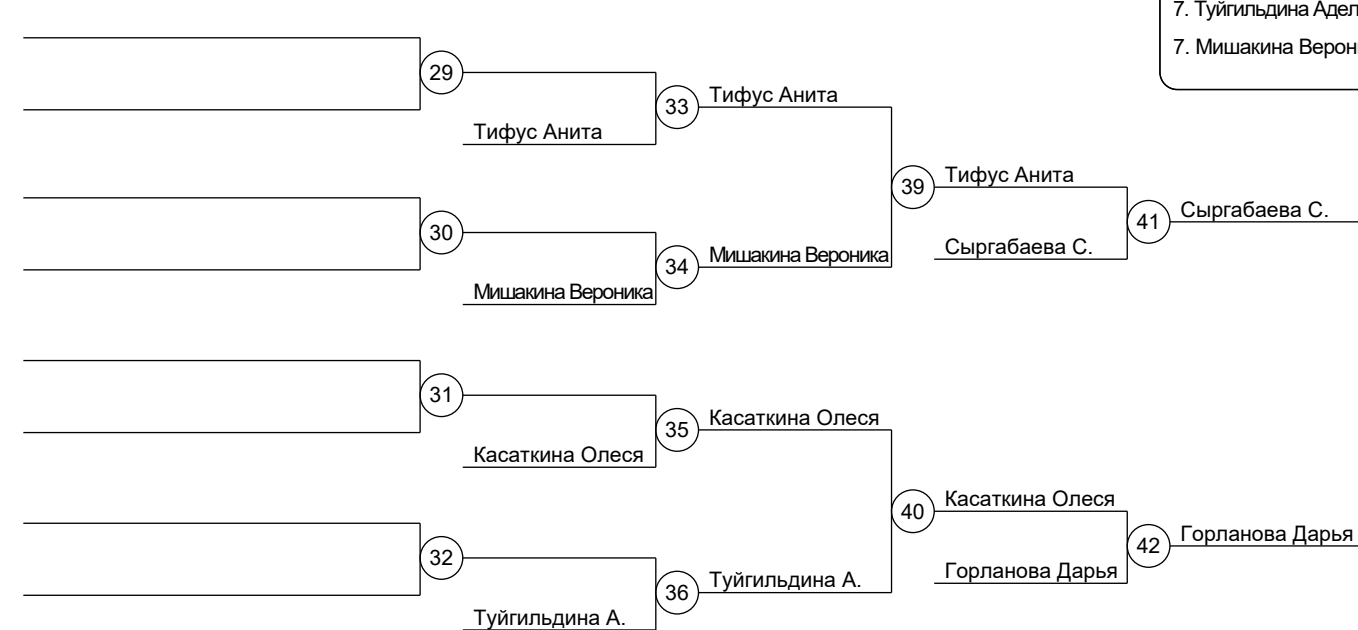 7. Туйгильдина Адел
7. Мишакина Верон
29
33
Тифус Анита
Тифус Анита
39
Тифус Анита
41
Сыргабаева С.
30
34
Мишакина Вероника
Сыргабаева С.
Мишакина Вероника
31
35
Касаткина Олеся
Касаткина Олеся
40
Касаткина Олеся
42
Горланова Дарья
32
36
Туйгильдина А.
Горланова Дарья
Туйгильдина А.